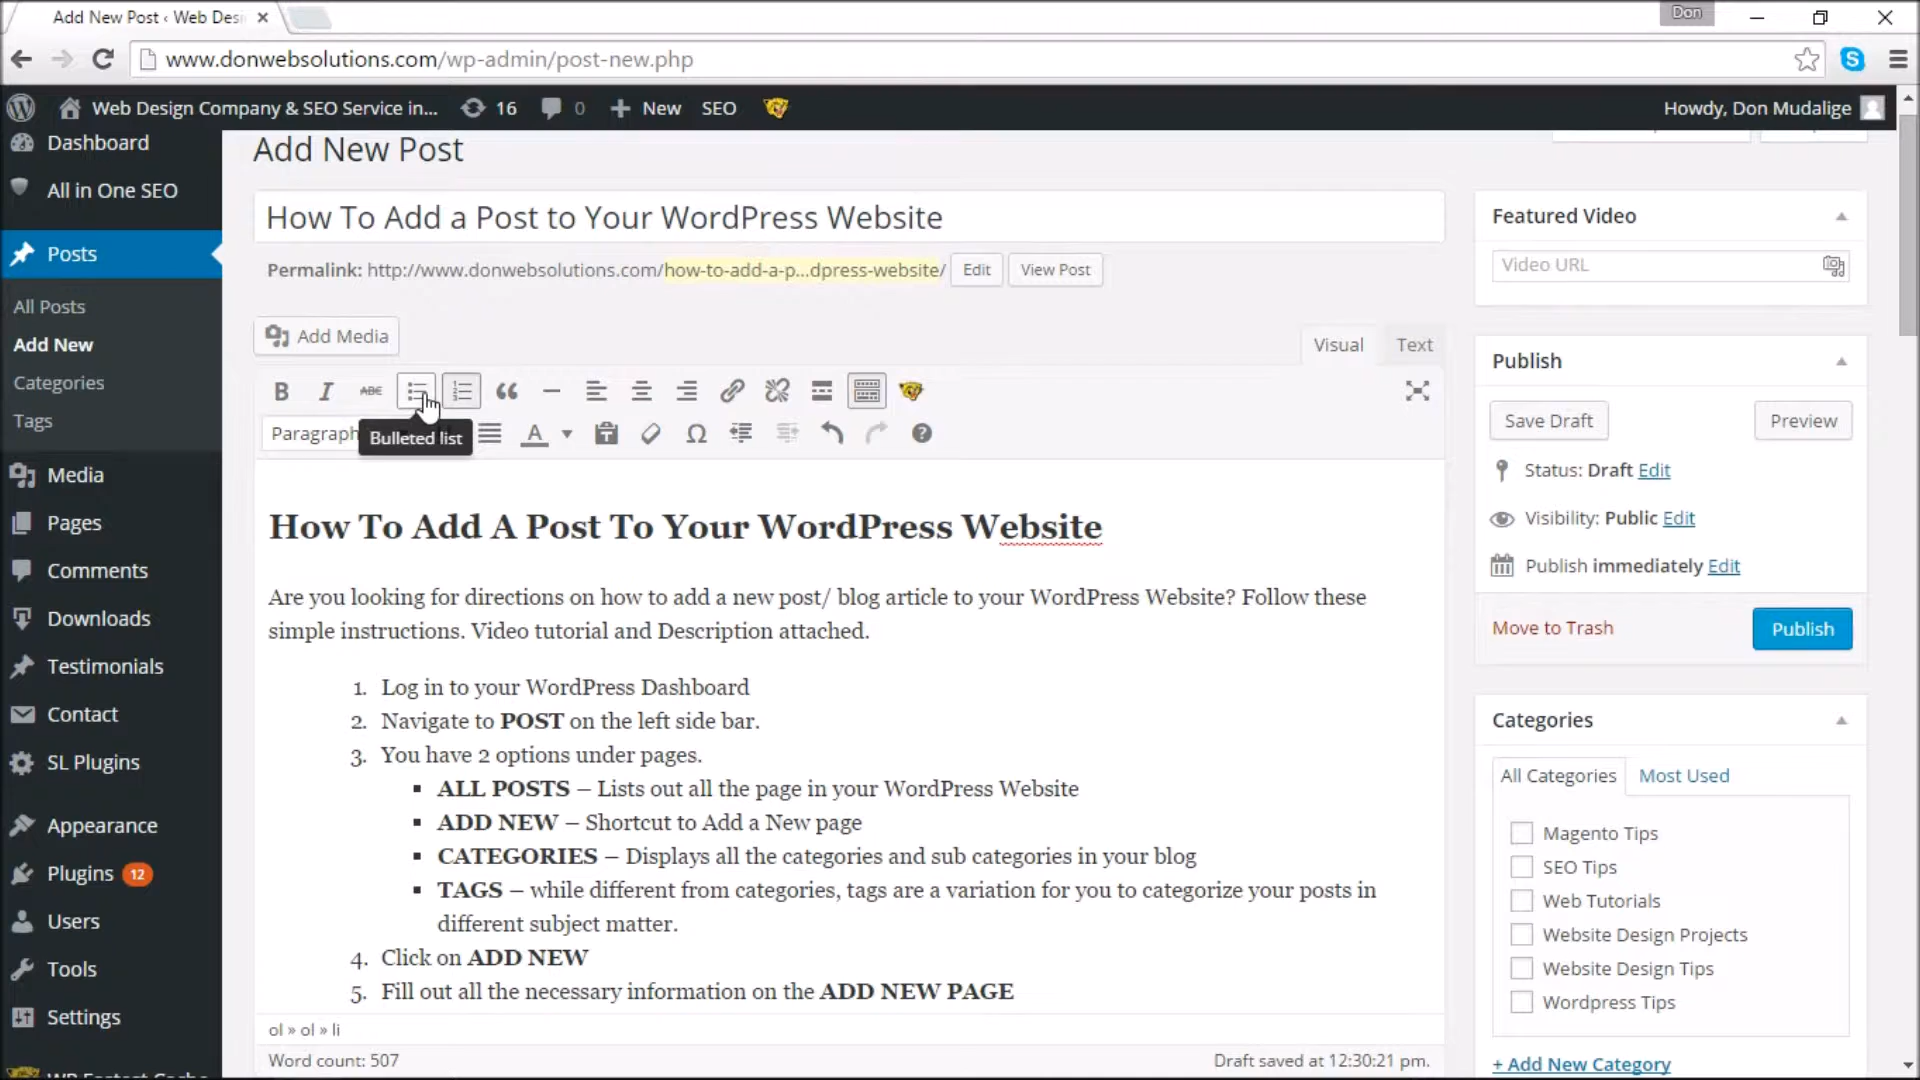 Add New Post ‹ Web Des
Don
www.donwebsolutions.com/wp-admin/post-new.php
Web Design Company & SEO Service in... 16 0 New SEO
Howdy, Don Mudalige
Dashboard
All in One SEO
Posts
All Posts
Add New
Categories
Tags
Media
Pages
Comments
Downloads
Testimonials
Contact
SL Plugins
Appearance
Plugins 12
Users
Tools
Settings
WP Fastest Cache
Add New Post
How To Add a Post to Your WordPress Website
Permalink: http://www.donwebsolutions.com/how-to-add-a-p...dpress-website/ Edit View Post
Add Media
Visual Text
B I ABC
Paragraph
Bulleted list
A
How To Add A Post To Your WordPress Website
Are you looking for directions on how to add a new post/ blog article to your WordPress Website? Follow these
simple instructions. Video tutorial and Description attached.
1. Log in to your WordPress Dashboard
2. Navigate to POST on the left side bar.
3. You have 2 options under pages.
▪ ALL POSTS – Lists out all the page in your WordPress Website
▪ ADD NEW – Shortcut to Add a New page
▪ CATEGORIES – Displays all the categories and sub categories in your blog
▪ TAGS – while different from categories, tags are a variation for you to categorize your posts in
different subject matter.
4. Click on ADD NEW
5. Fill out all the necessary information on the ADD NEW PAGE
ol » ol » li
Word count: 507
Draft saved at 12:30:21 pm.
Featured Video
Video URL
Publish
Save Draft Preview
Status: Draft Edit
Visibility: Public Edit
Publish immediately Edit
Move to Trash Publish
Categories
All Categories Most Used
Magento Tips
SEO Tips
Web Tutorials
Website Design Projects
Website Design Tips
Wordpress Tips
+ Add New Category